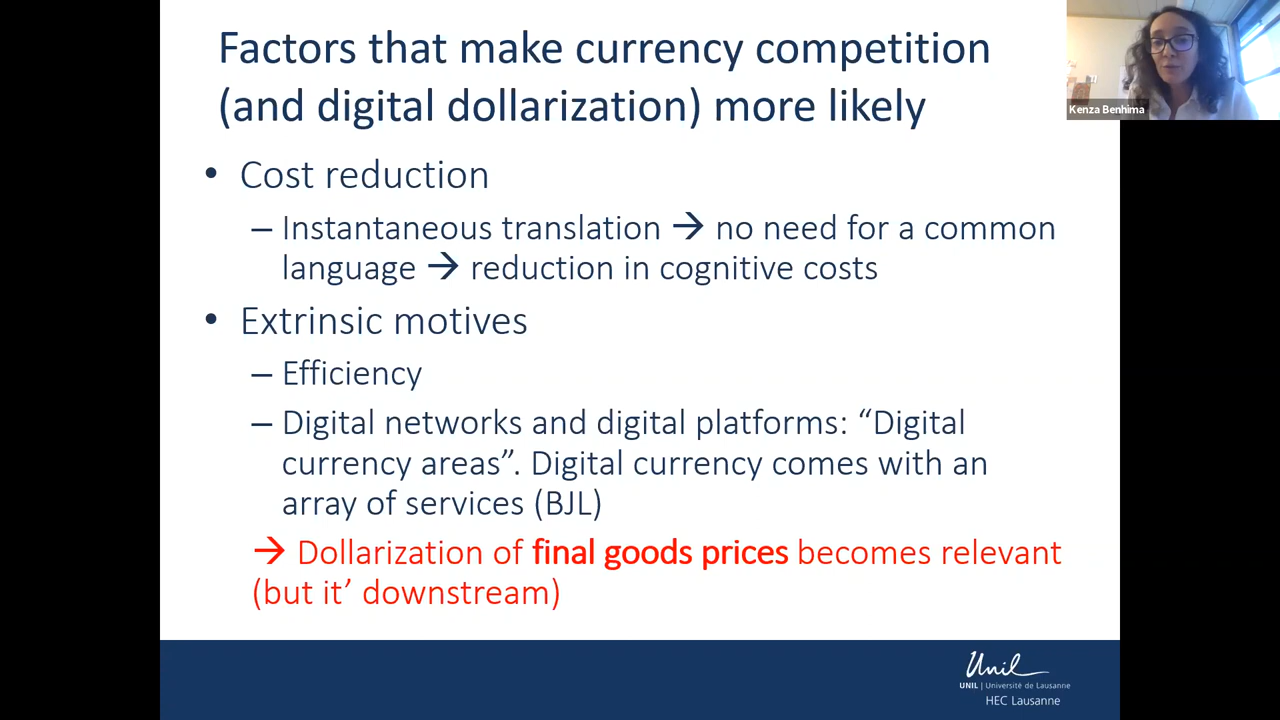 Factors that make currency competition
(and digital dollarization) more likely
• Cost reduction
– Instantaneous translation → no need for a common
language → reduction in cognitive costs
• Extrinsic motives
– Efficiency
– Digital networks and digital platforms: “Digital
currency areas”. Digital currency comes with an
array of services (BJL)
→ Dollarization of final goods prices becomes relevant
(but it’ downstream)
Kenza Benhima
Unil
UNIL | Université de Lausanne
HEC Lausanne